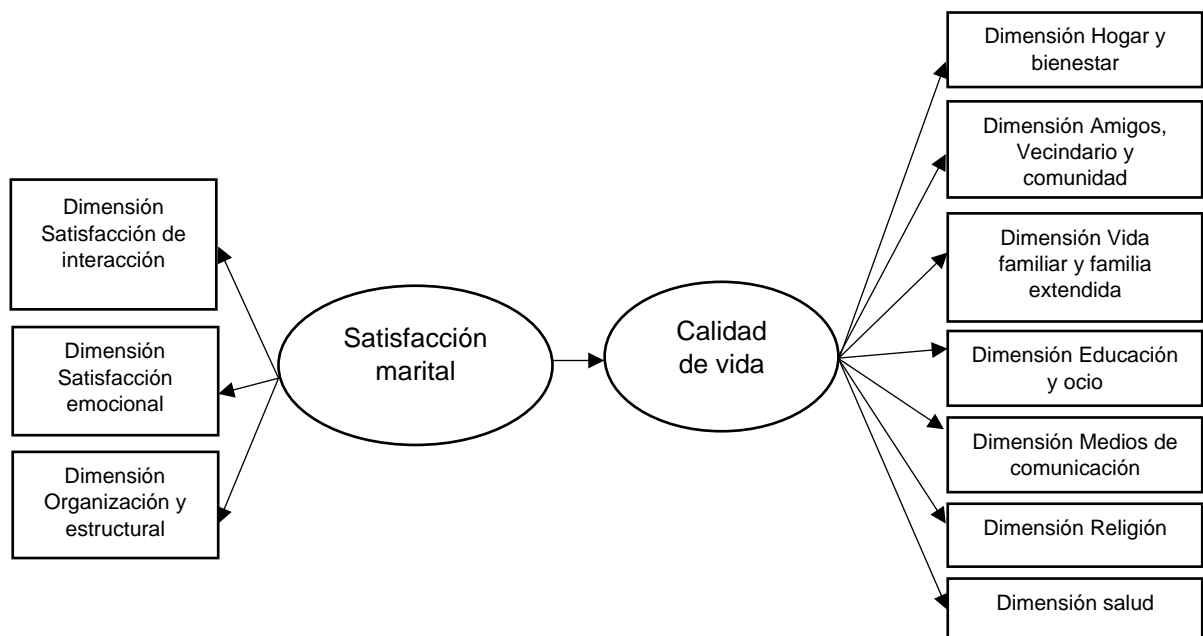 Dimensión
Satisfacción de
interacción
Dimensión
Satisfacción
emocional
Dimensión
Organización y
estructural
Satisfacción
marital
Calidad
de vida
Dimensión Hogar y
bienestar
Dimensión Amigos,
Vecindario y
comunidad
Dimensión Vida
familiar y familia
extendida
Dimensión Educación
y ocio
Dimensión Medios de
comunicación
Dimensión Religión
Dimensión salud